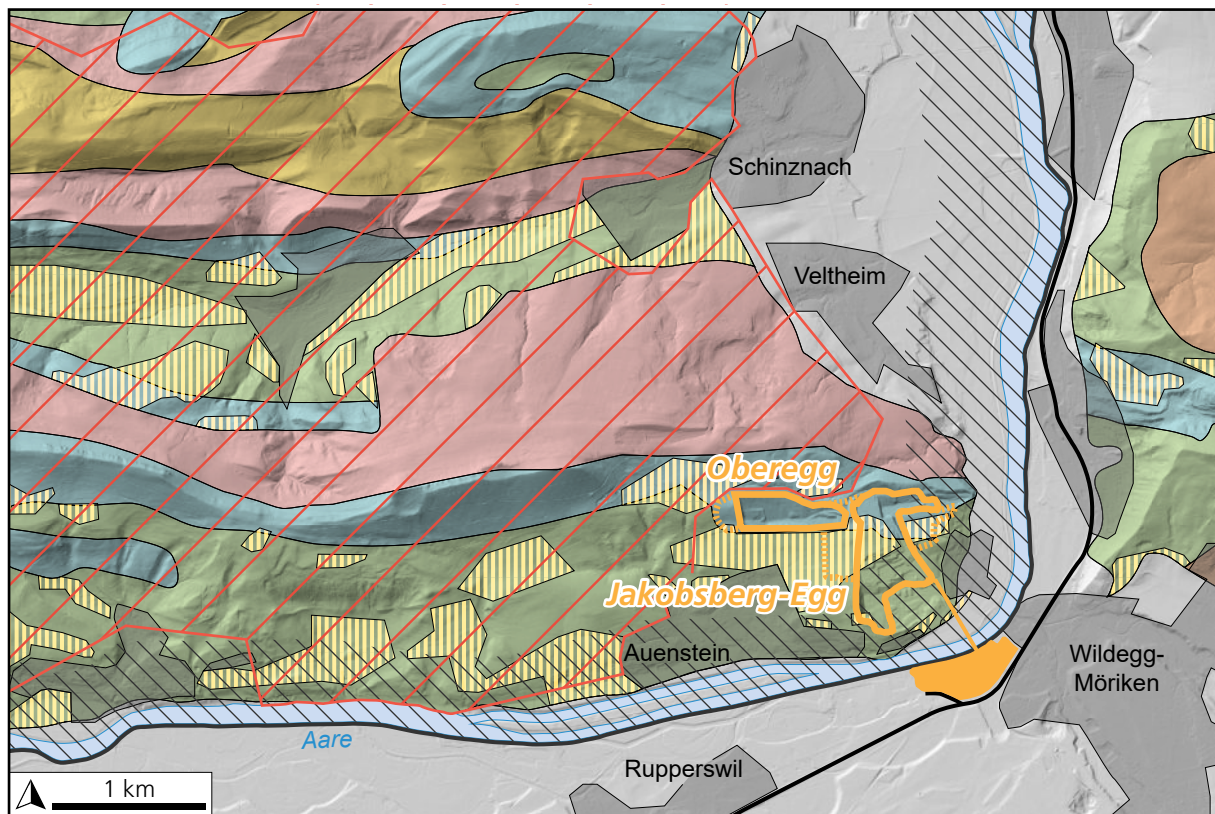 Schinznach
Veltheim
Oberegg
Jakobsberg-Egg
Auenstein
Wildegg-
Möriken
Aare
Rupperswil
1 km